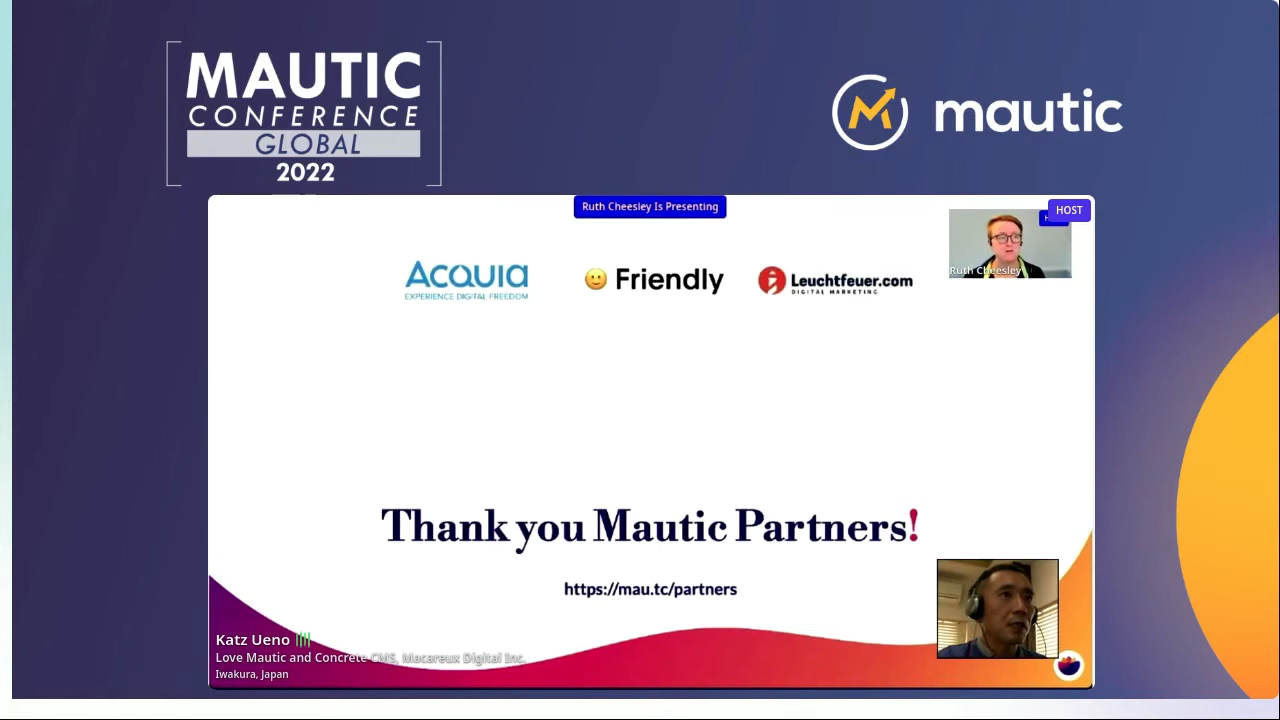 MAUTIC
CONFERENCE
GLOBAL
2022
mautic
Ruth Cheesley Is Presenting
HOST
Ruth Cheesley
ACQUIA
EXPERIENCE DIGITAL FREEDOM
Friendly
Leuchtfeuer.com
DIGITAL MARKETING
Thank you Mautic Partners!
https://mau.tc/partners
Katz Ueno
Love Mautic and Concrete CMS, Macareux Digital Inc.
Iwakura, Japan